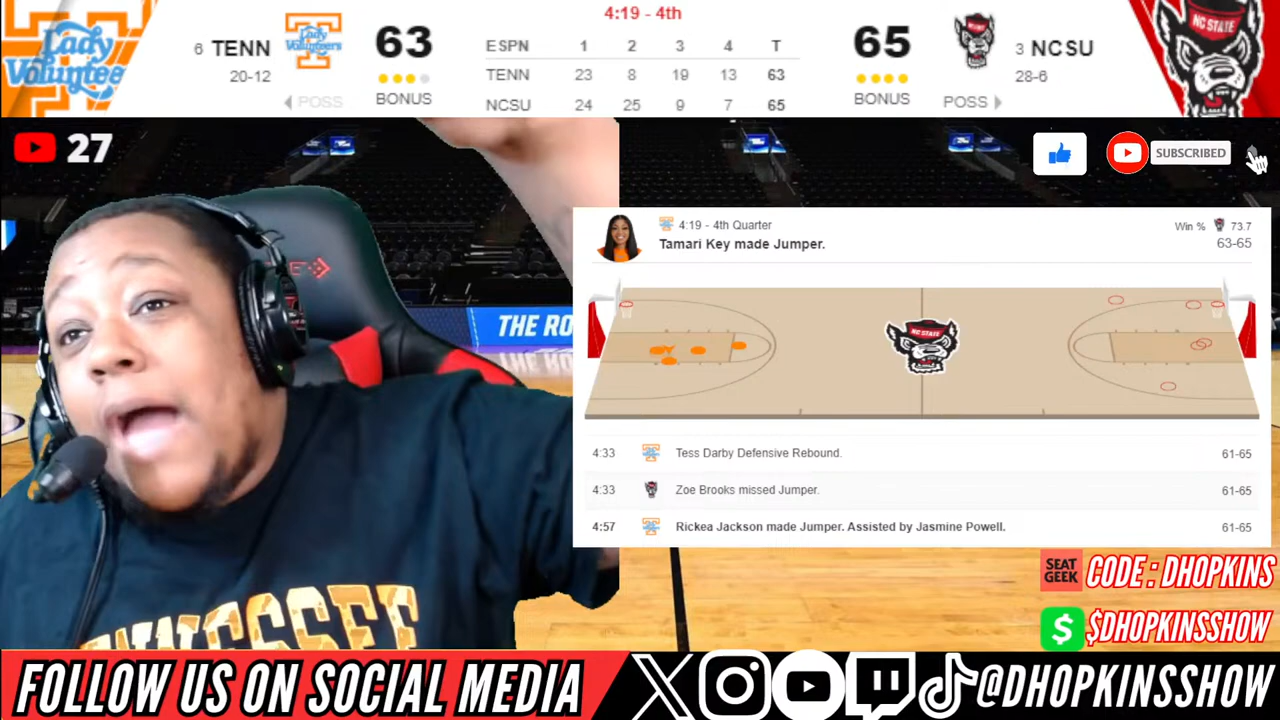 4:19 - 4th
6 TENN
20-12
POSS
Lady Volunteers
63
BONUS
ESPN 1 2 3 4 T
TENN 23 8 19 13 63
NCSU 24 25 9 7 65
65
BONUS
NC STATE
3 NCSU
28-6
POSS
27
SUBSCRIBED
THE RO
4:19 - 4th Quarter
Tamari Key made Jumper.
Win % 73.7
63-65
NC STATE
4:33 Tess Darby Defensive Rebound. 61-65
4:33 Zoe Brooks missed Jumper. 61-65
4:57 Rickea Jackson made Jumper. Assisted by Jasmine Powell. 61-65
SEAT GEEK CODE : DHOPKINS
$ $DHOPKINSSHOW
FOLLOW US ON SOCIAL MEDIA @DHOPKINSSHOW